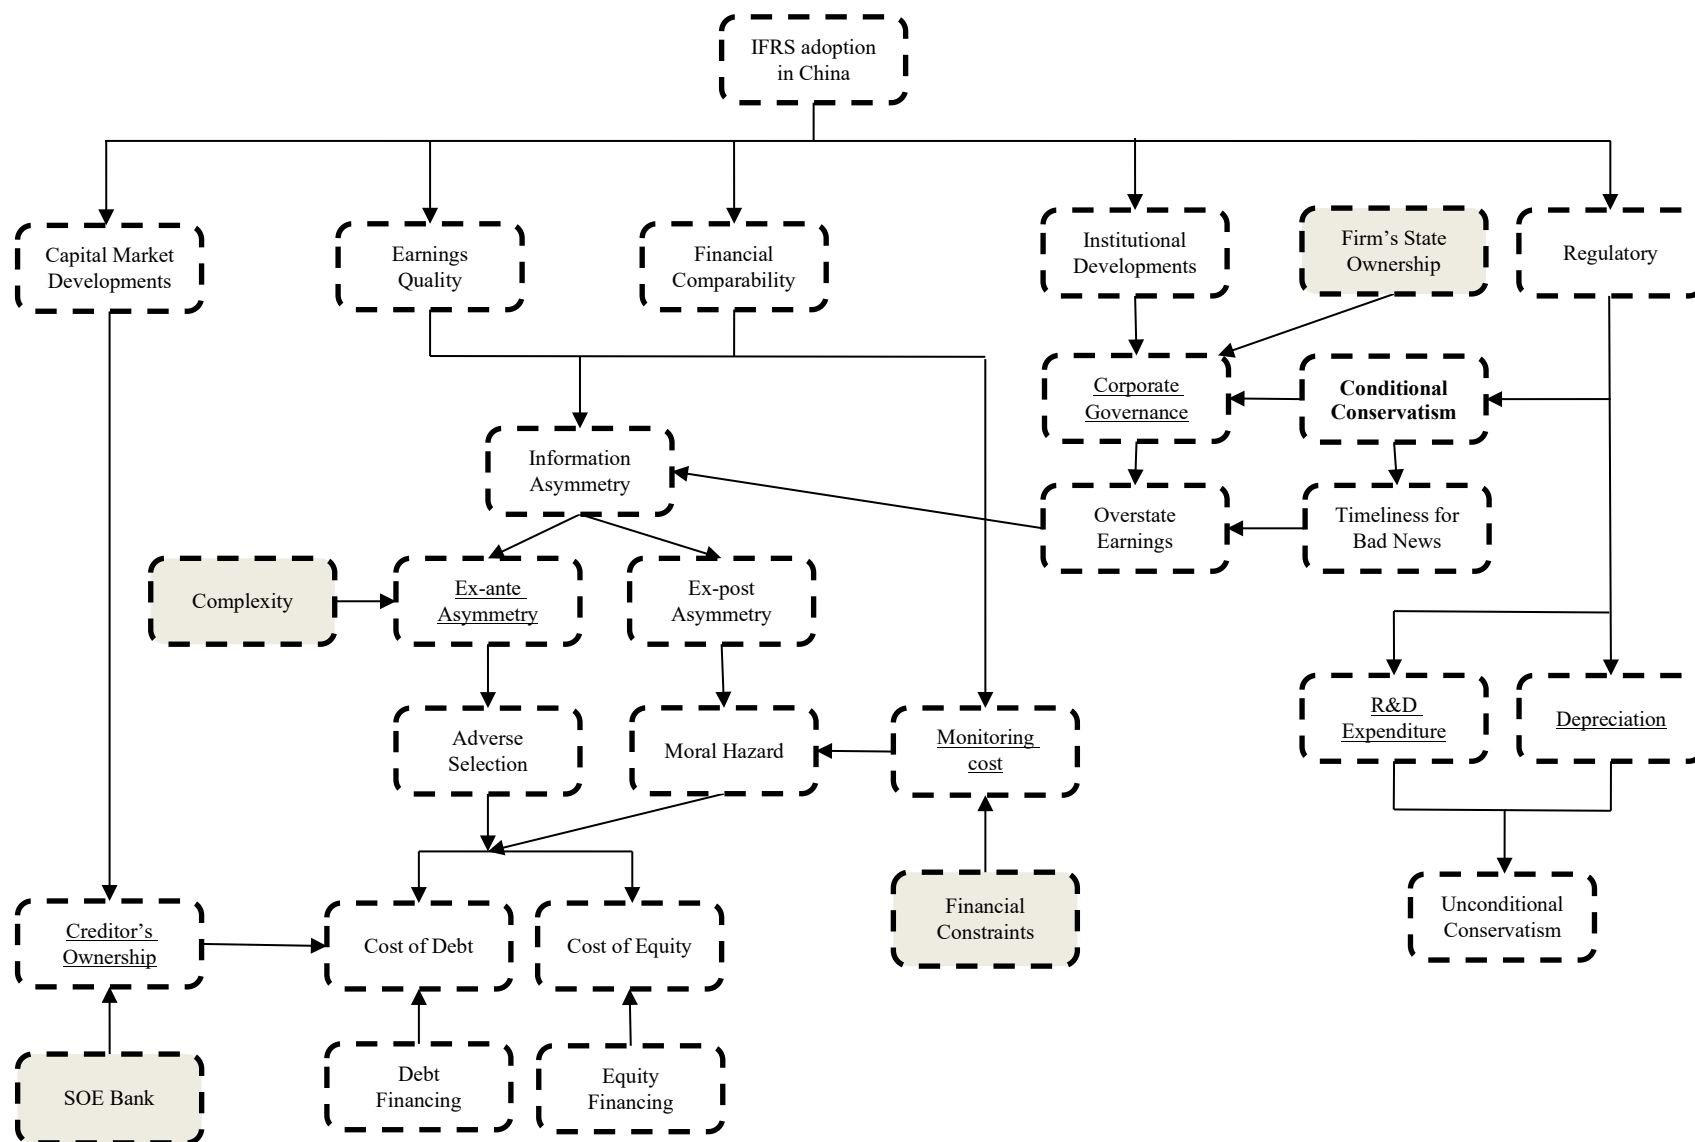 IFRS adoption
in China
Capital Market
Developments
Earnings
Quality
Financial
Comparability
Institutional
Developments
Firm’s State
Ownership
Regulatory
Corporate
Governance
Conditional
Conservatism
Information
Asymmetry
Overstate
Earnings
Timeliness for
Bad News
Complexity
Ex-ante
Asymmetry
Ex-post
Asymmetry
Adverse
Selection
Moral Hazard
Monitoring
cost
R&D
Expenditure
Depreciation
Creditor’s
Ownership
Cost of Debt
Cost of Equity
Financial
Constraints
Unconditional
Conservatism
SOE Bank
Debt
Financing
Equity
Financing